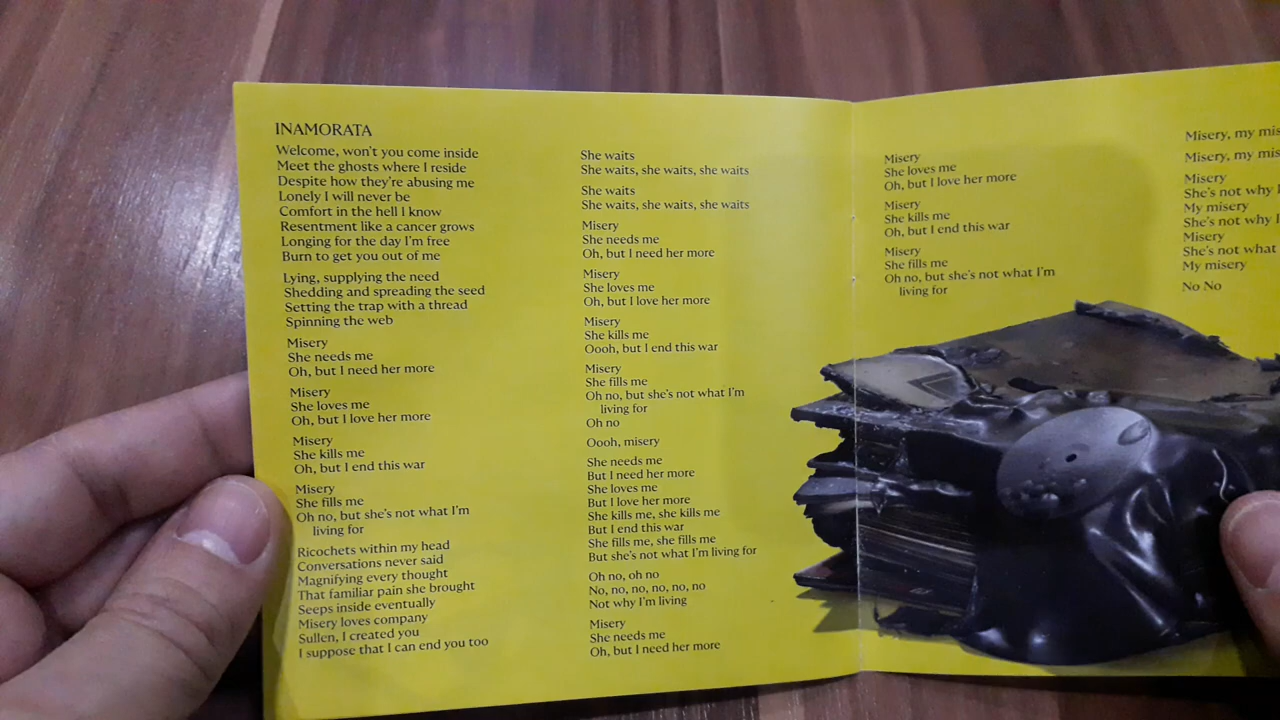 INAMORATA
Welcome, won't you come inside
Meet the ghosts where I reside
Despite how they're abusing me
Lonely I will never be
Comfort in the hell I know
Resentment like a cancer grows
Longing for the day I'm free
Burn to get you out of me
Lying, supplying the need
Shedding and spreading the seed
Setting the trap with a thread
Spinning the web
Misery
She needs me
Oh, but I need her more
Misery
She loves me
Oh, but I love her more
Misery
She kills me
Oh, but I end this war
Misery
She fills me
Oh no, but she's not what I'm
living for
Ricochets within my head
Conversations never said
Magnifying every thought
That familiar pain she brought
Seeps inside eventually
Misery loves company
Sullen, I created you
I suppose that I can end you too
She waits
She waits, she waits, she waits
She waits
She waits, she waits, she waits
Misery
She needs me
Oh, but I need her more
Misery
She loves me
Oh, but I love her more
Misery
She kills me
Oooh, but I end this war
Misery
She fills me
Oh no, but she's not what I'm
living for
Oh no
Oooh, misery
She needs me
But I need her more
She loves me
But I love her more
She kills me, she kills me
But I end this war
She fills me, she fills me
But she's not what I'm living for
Oh no, oh no
No, no, no, no, no, no
Not why I'm living
Misery
She needs me
Oh, but I need her more
Misery
She loves me
Oh, but I love her more
Misery
She kills me
Oh, but I end this war
Misery
She fills me
Oh no, but she's not what I'm
living for
Misery, my
Misery, my
Misery
She's not why
My misery
She's not why
Misery
She's not what
My misery
No No